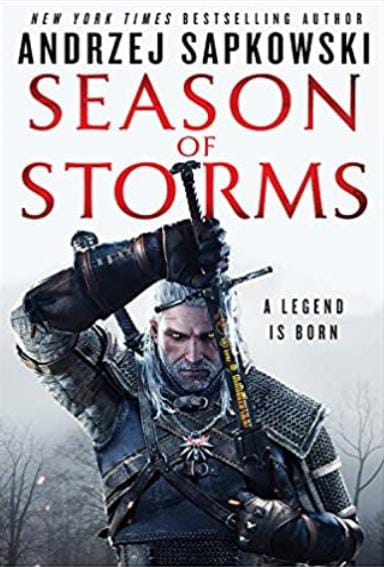 NEW YORK TIMES BESTSELLING AUTHOR
ANDRZEJ SAPKOWSKI
SEASON
OF
STORMS
A LEGEND
IS BORN